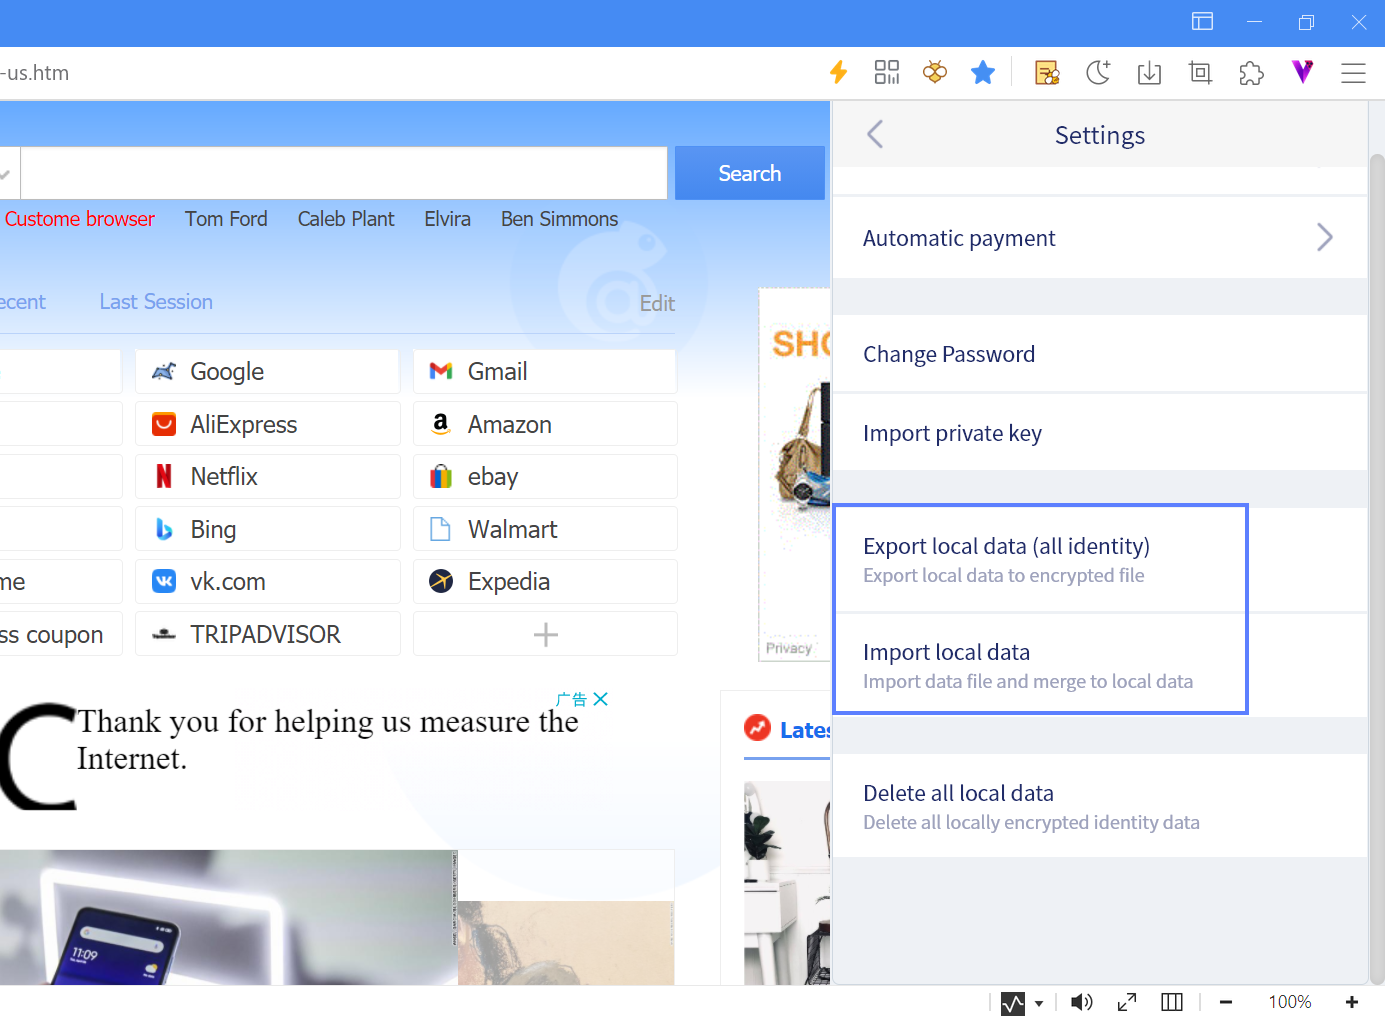 -us.htm
Search
Custome browser Tom Ford Caleb Plant Elvira Ben Simmons
ecent Last Session Edit
Google Gmail
AliExpress Amazon
Netflix ebay
Bing Walmart
me vk.com Expedia
ss coupon TRIPADVISOR
SHO
Privacy
广告
Thank you for helping us measure the
Internet.
Lates
11:09
Settings
Automatic payment
Change Password
Import private key
Export local data (all identity)
Export local data to encrypted file
Import local data
Import data file and merge to local data
Delete all local data
Delete all locally encrypted identity data
100%